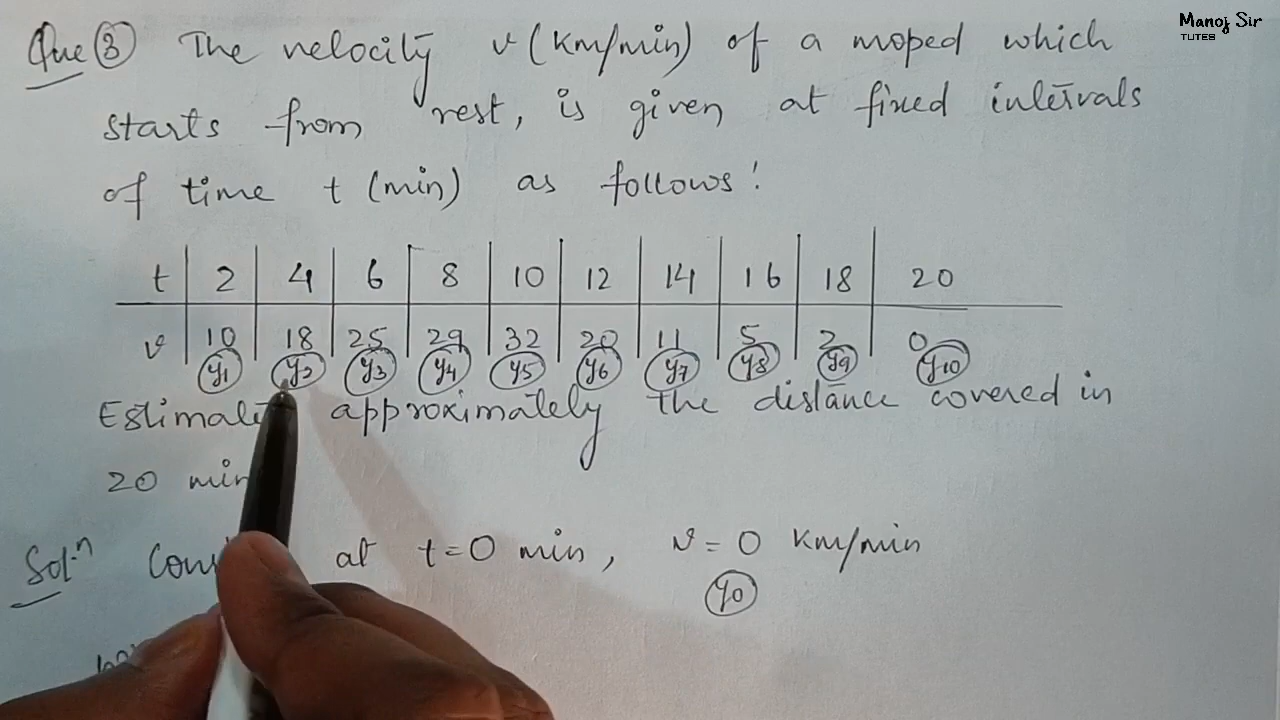 Manoj Sir
TUTES
Que ③ The velocity v (km/min) of a moped which
starts from rest, is given at fixed intervals
of time t (min) as follows:
t 2 4 6 8 10 12 14 16 18 20
v 10 18 25 29 32 20 11 5 2 0
y1 y2 y3 y4 y5 y6 y7 y8 y9 y10
approximately the distance covered in
20 min
Sol.n at t=0 min, v = 0 km/min
y0